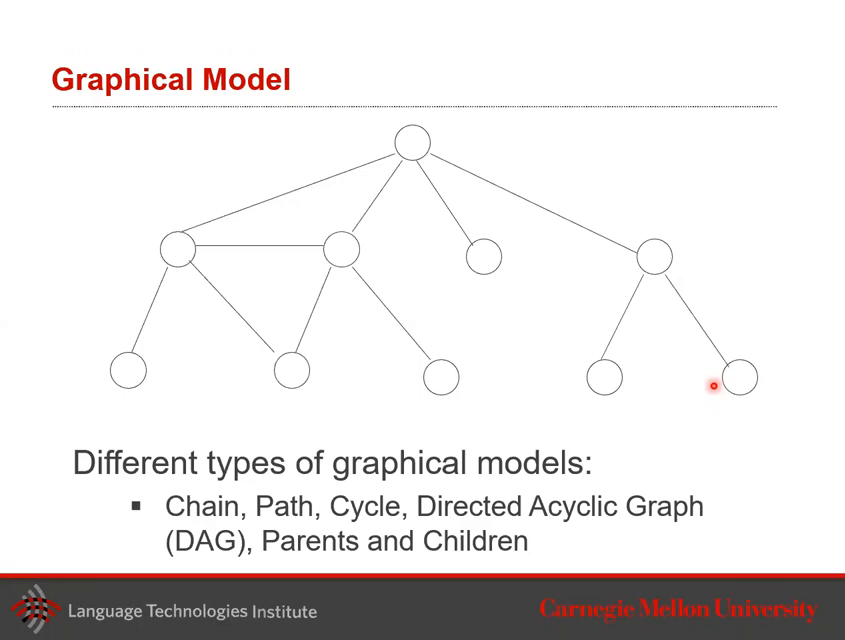 Graphical Model
Different types of graphical models:
▪ Chain, Path, Cycle, Directed Acyclic Graph
(DAG), Parents and Children
Language Technologies Institute
Carnegie Mellon University